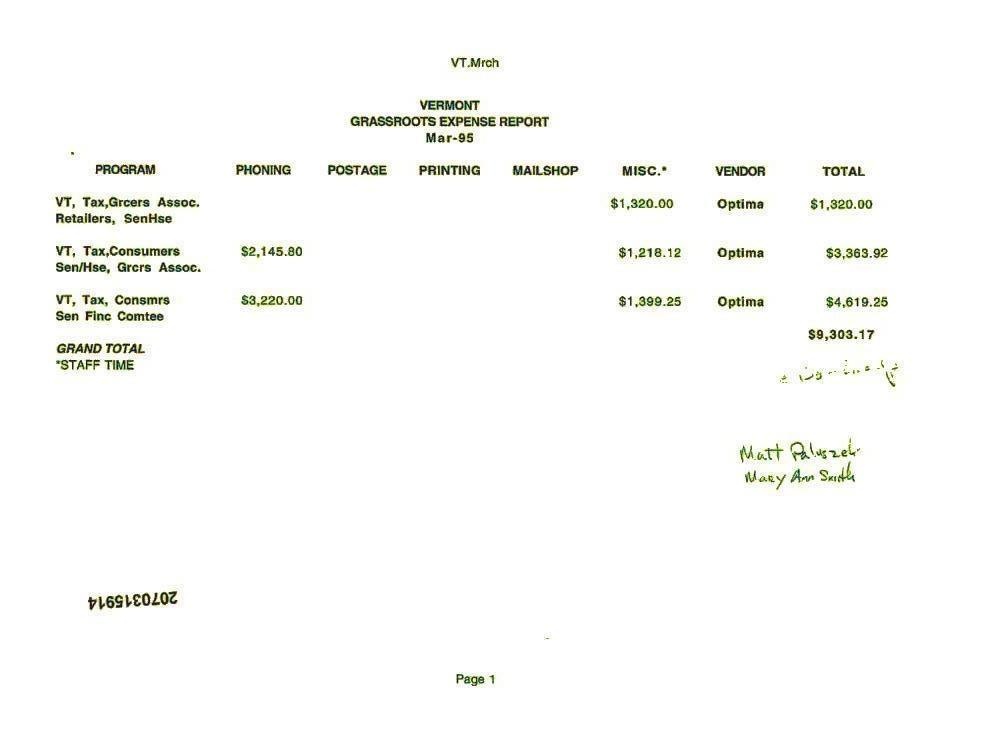 VT.Mrch
VERMONT
GRASSROOTS EXPENSE REPORT
Mar-95
PROGRAM PHONING POSTAGE PRINTING MAILSHOP MISC.* VENDOR TOTAL
VT, Tax,Grcers Assoc. $1,320.00 Optima $1,320.00
Retailers, SenHse
VT, Tax,Consumers $2,145.80 $1,218.12 Optima $3,363.92
Sen/Hse, Grcrs Assoc.
VT, Tax, Consmrs $3,220.00 $1,399.25 Optima $4,619.25
Sen Finc Comtee
$9,303.17
GRAND TOTAL
*STAFF TIME
Matt
Mary Ann Smith
2070315914
Page 1